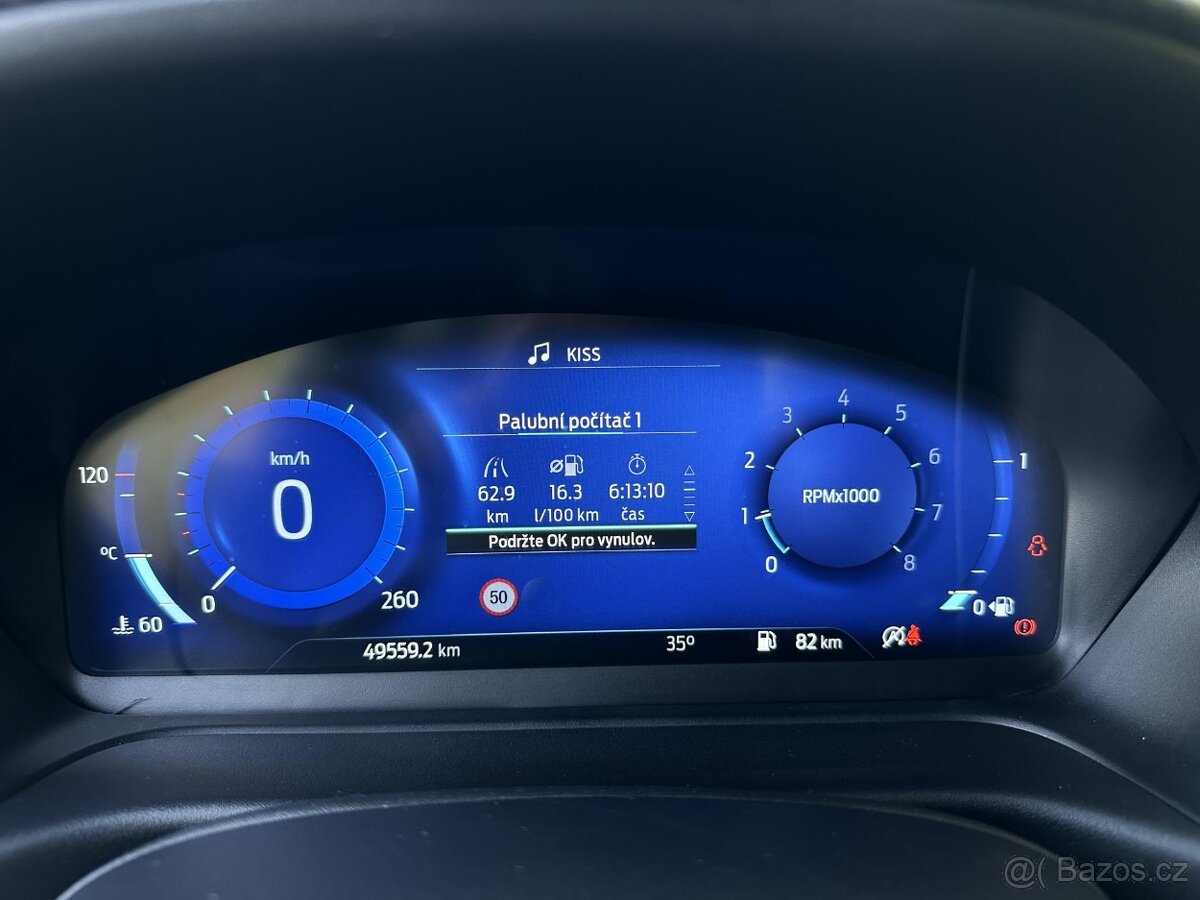 KISS
Palubní počítač 1
62.9 16.3 6:13:10
km l/100 km čas
Podržte OK pro vynulov.
50
120
°C
60
km/h
0
0
260
RPMx1000
0 1 2 3 4 5 6 7 8
1
0
49559.2 km 35° 82 km
@( Bazos.cz